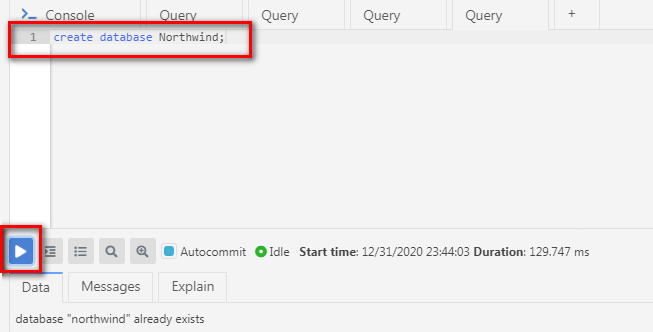 Console Query Query Query Query +
1 create database Northwind;
Autocommit Idle Start time: 12/31/2020 23:44:03 Duration: 129.747 ms
Data Messages Explain
database "northwind" already exists